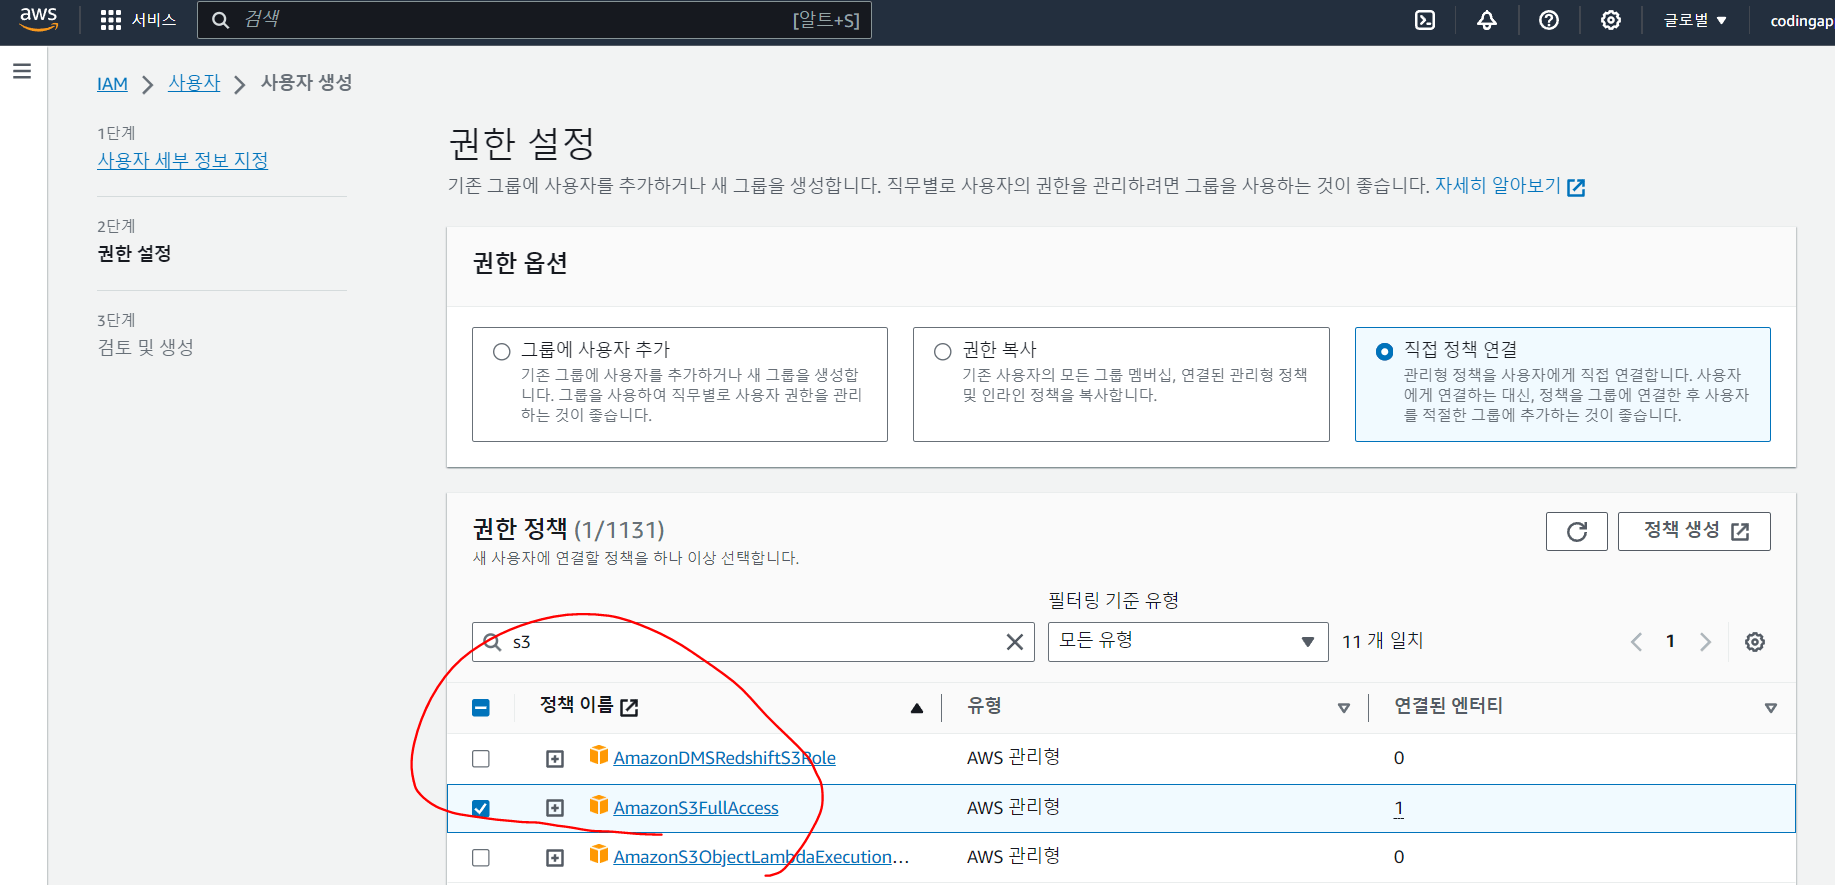 aws 서비스 검색 [알트+S] 글로벌 ▼ codingap
IAM > 사용자 > 사용자 생성
1단계
사용자 세부 정보 지정
2단계
권한 설정
3단계
검토 및 생성
권한 설정
기존 그룹에 사용자를 추가하거나 새 그룹을 생성합니다. 직무별로 사용자의 권한을 관리하려면 그룹을 사용하는 것이 좋습니다. 자세히 알아보기
권한 옵션
그룹에 사용자 추가
기존 그룹에 사용자를 추가하거나 새 그룹을 생성합
니다. 그룹을 사용하여 직무별로 사용자 권한을 관리
하는 것이 좋습니다.
권한 복사
기존 사용자의 모든 그룹 멤버십, 연결된 관리형 정책
및 인라인 정책을 복사합니다.
직접 정책 연결
관리형 정책을 사용자에게 직접 연결합니다. 사용자
에게 연결하는 대신, 정책을 그룹에 연결한 후 사용자
를 적절한 그룹에 추가하는 것이 좋습니다.
권한 정책 (1/1131)
새 사용자에 연결할 정책을 하나 이상 선택합니다.
정책 생성
필터링 기준 유형
s3 모든 유형 11 개 일치 1
정책 이름 유형 연결된 엔터티
AmazonDMSRedshiftS3Role AWS 관리형 0
AmazonS3FullAccess AWS 관리형 1
AmazonS3ObjectLambdaExecution... AWS 관리형 0